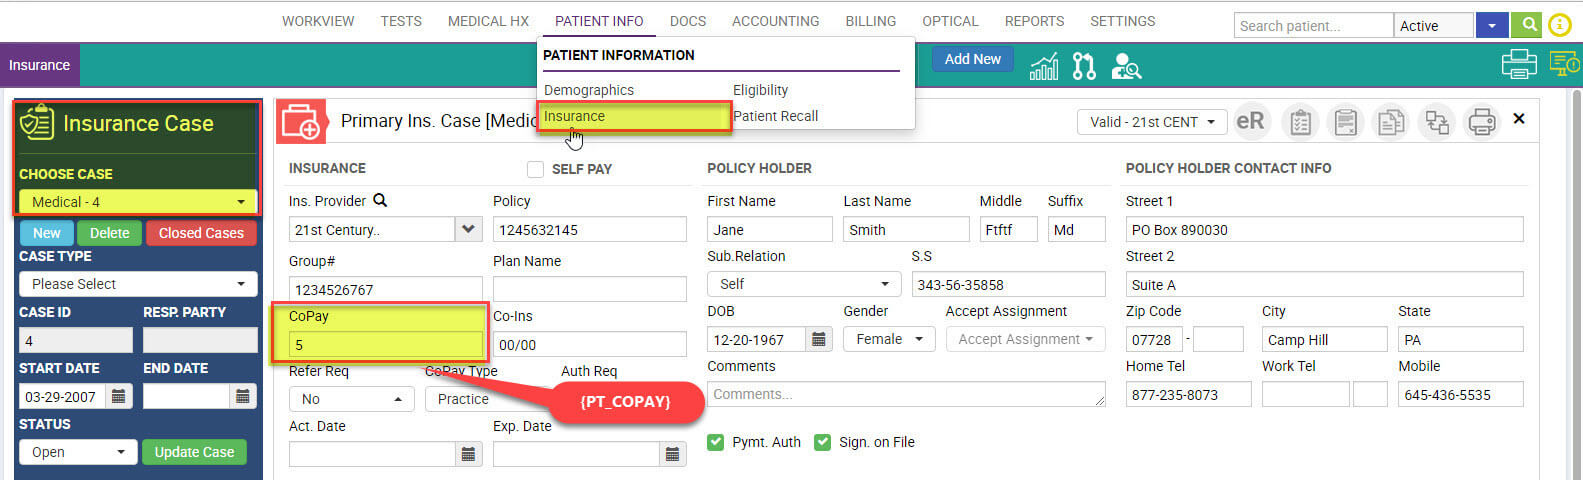 WORKVIEW TESTS MEDICAL HX PATIENT INFO DOCS ACCOUNTING BILLING OPTICAL REPORTS SETTINGS
Search patient... Active
Insurance
PATIENT INFORMATION
Demographics Eligibility
Insurance Patient Recall
Add New
Insurance Case
CHOOSE CASE
Medical - 4
New Delete Closed Cases
CASE TYPE
Please Select
CASE ID RESP. PARTY
4
START DATE END DATE
03-29-2007
STATUS
Open Update Case
Primary Ins. Case [Medic
Valid - 21st CENT
eR
INSURANCE SELF PAY
Ins. Provider Policy
21st Century.. 1245632145
Group# Plan Name
1234526767
CoPay Co-Ins
5 00/00
Refer Req CoPay Type Auth Req
No Practice
{PT_COPAY}
Act. Date Exp. Date
POLICY HOLDER
First Name Last Name Middle Suffix
Jane Smith Ftftf Md
Sub.Relation S.S
Self 343-56-35858
DOB Gender Accept Assignment
12-20-1967 Female Accept Assignment
Comments
Comments...
Pymt. Auth Sign. on File
POLICY HOLDER CONTACT INFO
Street 1
PO Box 890030
Street 2
Suite A
Zip Code City State
07728 - Camp Hill PA
Home Tel Work Tel Mobile
877-235-8073 645-436-5535